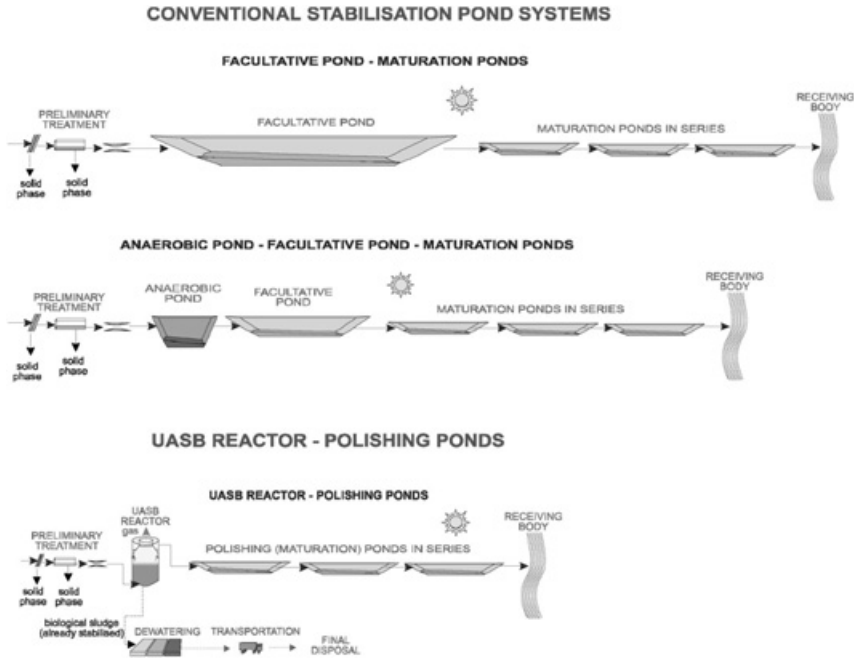 CONVENTIONAL STABILISATION POND SYSTEMS
FACULTATIVE POND - MATURATION PONDS
PRELIMINARY
TREATMENT
FACULTATIVE POND
MATURATION PONDS IN SERIES
RECEIVING
BODY
solid
phase
solid
phase
ANAEROBIC POND - FACULTATIVE POND - MATURATION PONDS
PRELIMINARY
TREATMENT
ANAEROBIC
POND
FACULTATIVE
POND
MATURATION PONDS IN SERIES
RECEIVING
BODY
solid
phase
solid
phase
UASB REACTOR - POLISHING PONDS
UASB REACTOR - POLISHING PONDS
PRELIMINARY
TREATMENT
UASB
REACTOR
gas
POLISHING (MATURATION) PONDS IN SERIES
RECEIVING
BODY
solid
phase
solid
phase
biological sludge
(already stabilised)
DEWATERING
TRANSPORTATION
FINAL
DISPOSAL